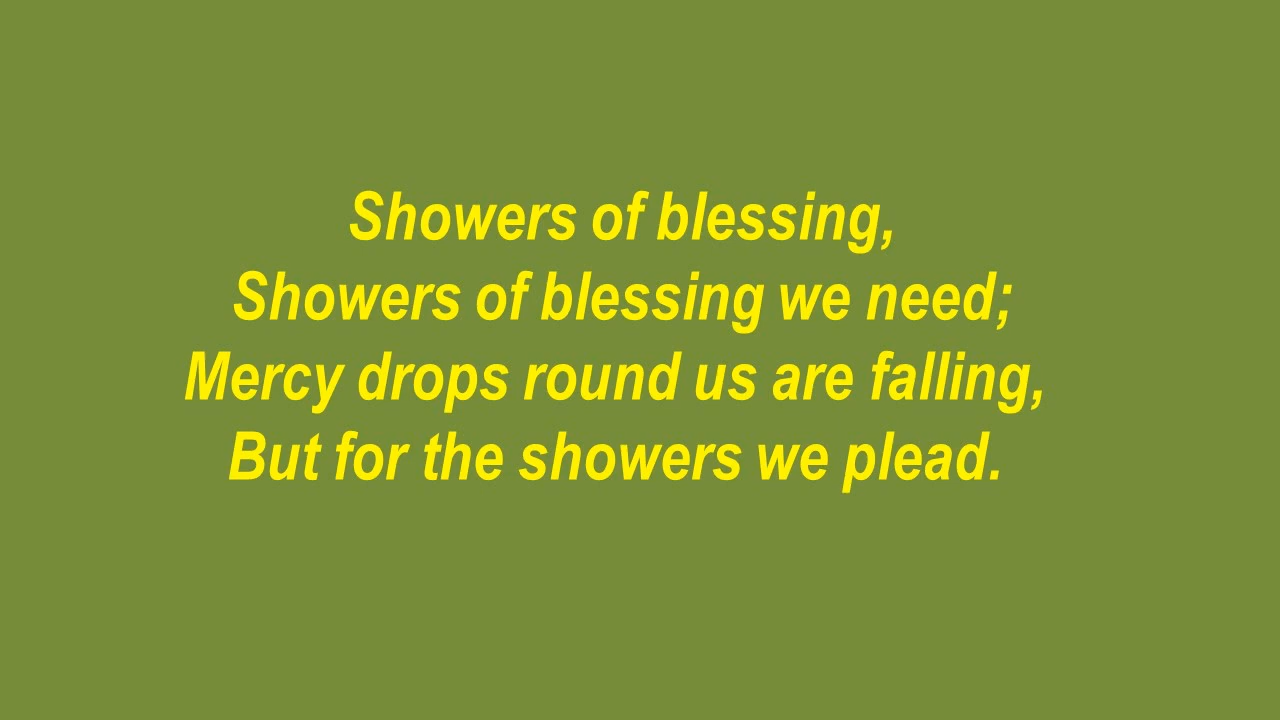 Showers of blessing,
Showers of blessing we need;
Mercy drops round us are falling,
But for the showers we plead.